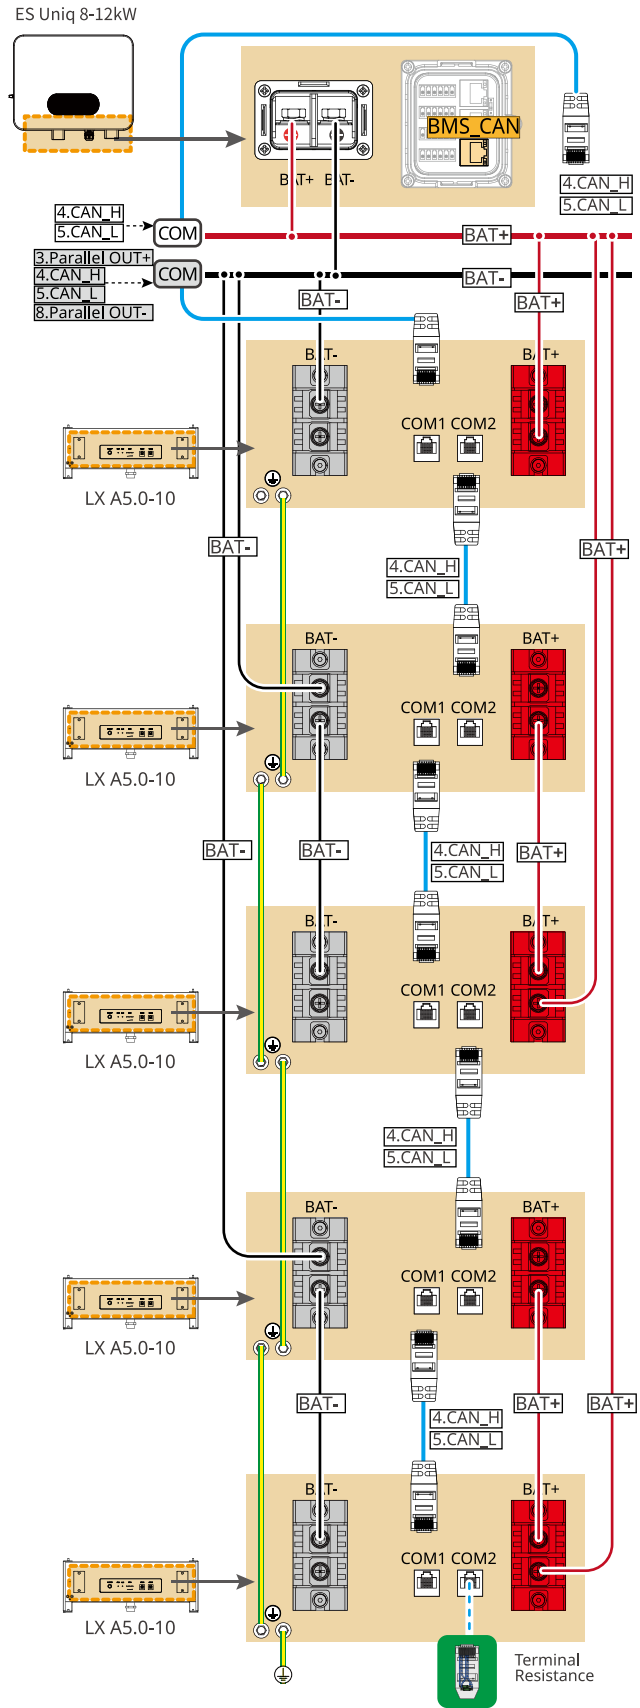 ES Uniq 8-12kW
BMS_CAN
BAT+ BAT-
4.CAN_H
5.CAN_L
4.CAN_H
5.CAN_L
COM
BAT+
3.Parallel OUT+
4.CAN_H
5.CAN_L
8.Parallel OUT-
COM
BAT-
BAT-
BAT+
BAT-
BAT+
COM1 COM2
LX A5.0-10
BAT-
BAT+
4.CAN_H
5.CAN_L
BAT-
BAT+
COM1 COM2
LX A5.0-10
BAT-
BAT-
4.CAN_H
5.CAN_L
BAT+
BAT-
BAT+
COM1 COM2
LX A5.0-10
4.CAN_H
5.CAN_L
BAT-
BAT+
COM1 COM2
LX A5.0-10
BAT-
4.CAN_H
5.CAN_L
BAT+
BAT+
BAT-
BAT+
COM1 COM2
LX A5.0-10
Terminal
Resistance